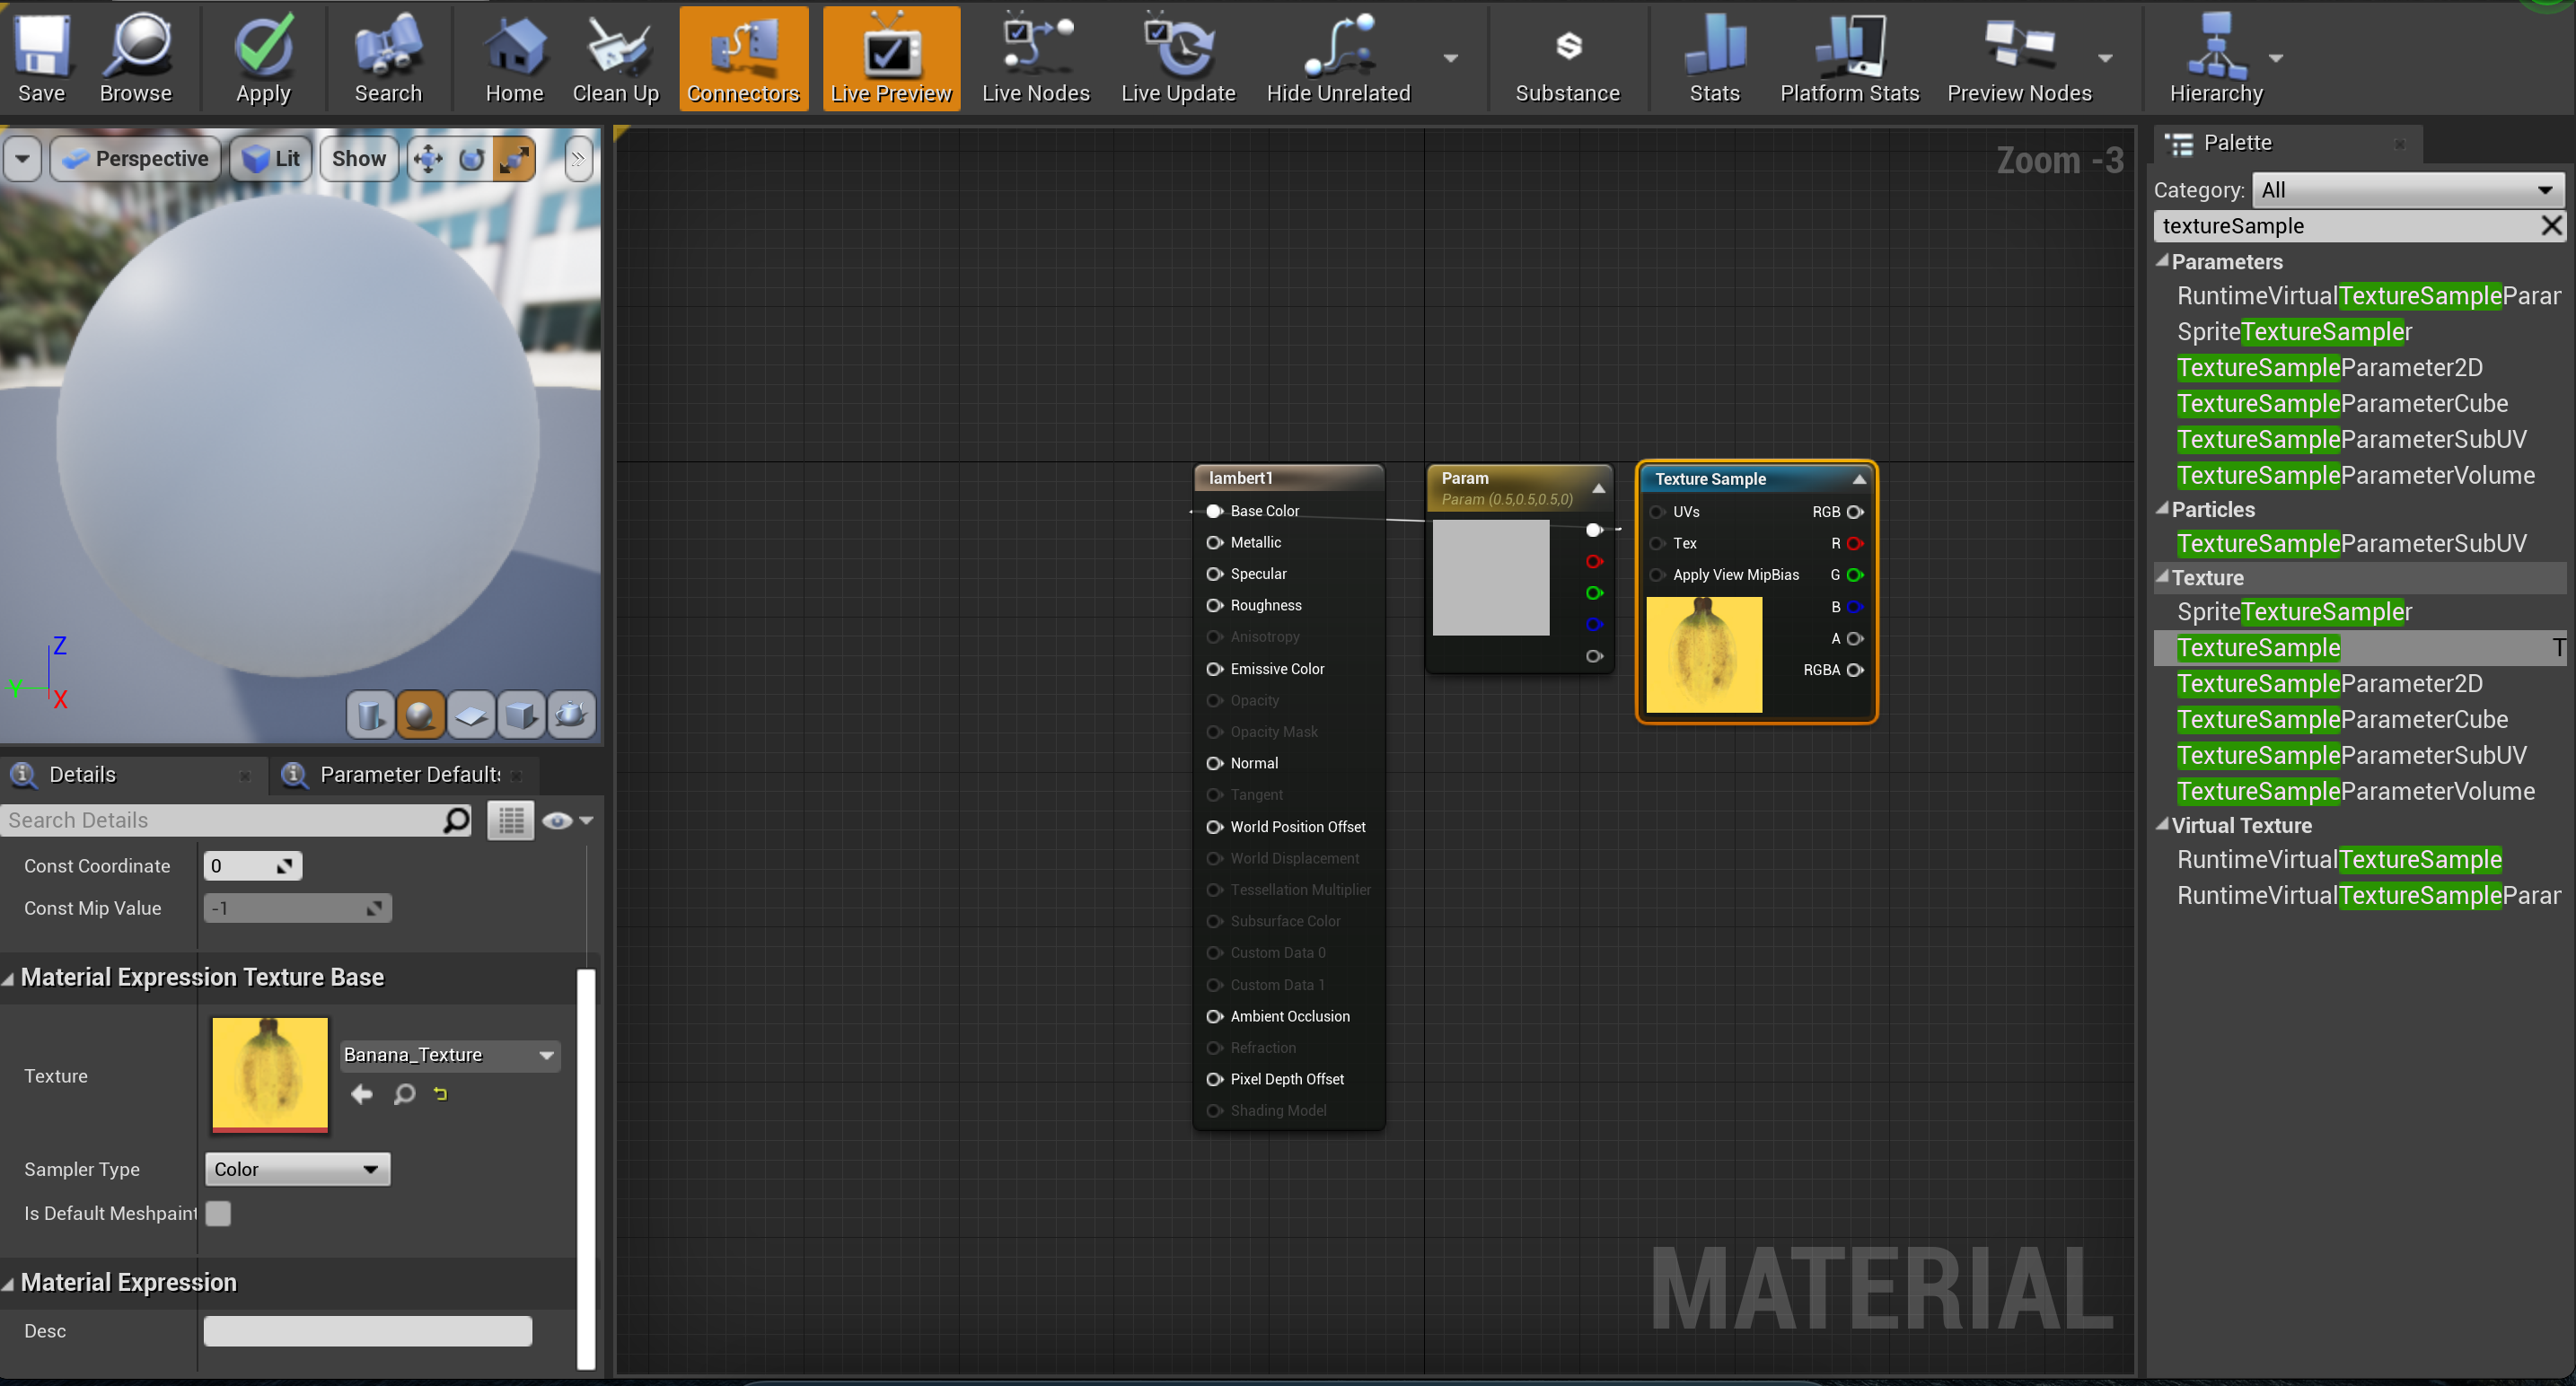 Save
Browse
Apply
Search
Home
Clean Up
Connectors
Live Preview
Live Nodes
Live Update
Hide Unrelated
Substance
Stats
Platform Stats
Preview Nodes
Hierarchy
Perspective
Lit
Show
Z
Y
X
Details
Parameter Default
Search Details
Const Coordinate
0
Const Mip Value
-1
Material Expression Texture Base
Texture
Banana_Texture
Sampler Type
Color
Is Default Meshpaint
Material Expression
Desc
Zoom -3
lambert1
Base Color
Metallic
Specular
Roughness
Anisotropy
Emissive Color
Opacity
Opacity Mask
Normal
Tangent
World Position Offset
World Displacement
Tessellation Multiplier
Subsurface Color
Custom Data 0
Custom Data 1
Ambient Occlusion
Refraction
Pixel Depth Offset
Shading Model
Param
Param (0.5,0.5,0.5,0)
Texture Sample
UVs RGB
Tex R
Apply View MipBias G
B
A
RGBA
MATERIAL
Palette
Category: All
textureSample
Parameters
RuntimeVirtualTextureSamplePara
SpriteTextureSampler
TextureSampleParameter2D
TextureSampleParameterCube
TextureSampleParameterSubUV
TextureSampleParameterVolume
Particles
TextureSampleParameterSubUV
Texture
SpriteTextureSampler
TextureSample T
TextureSampleParameter2D
TextureSampleParameterCube
TextureSampleParameterSubUV
TextureSampleParameterVolume
Virtual Texture
RuntimeVirtualTextureSample
RuntimeVirtualTextureSamplePara